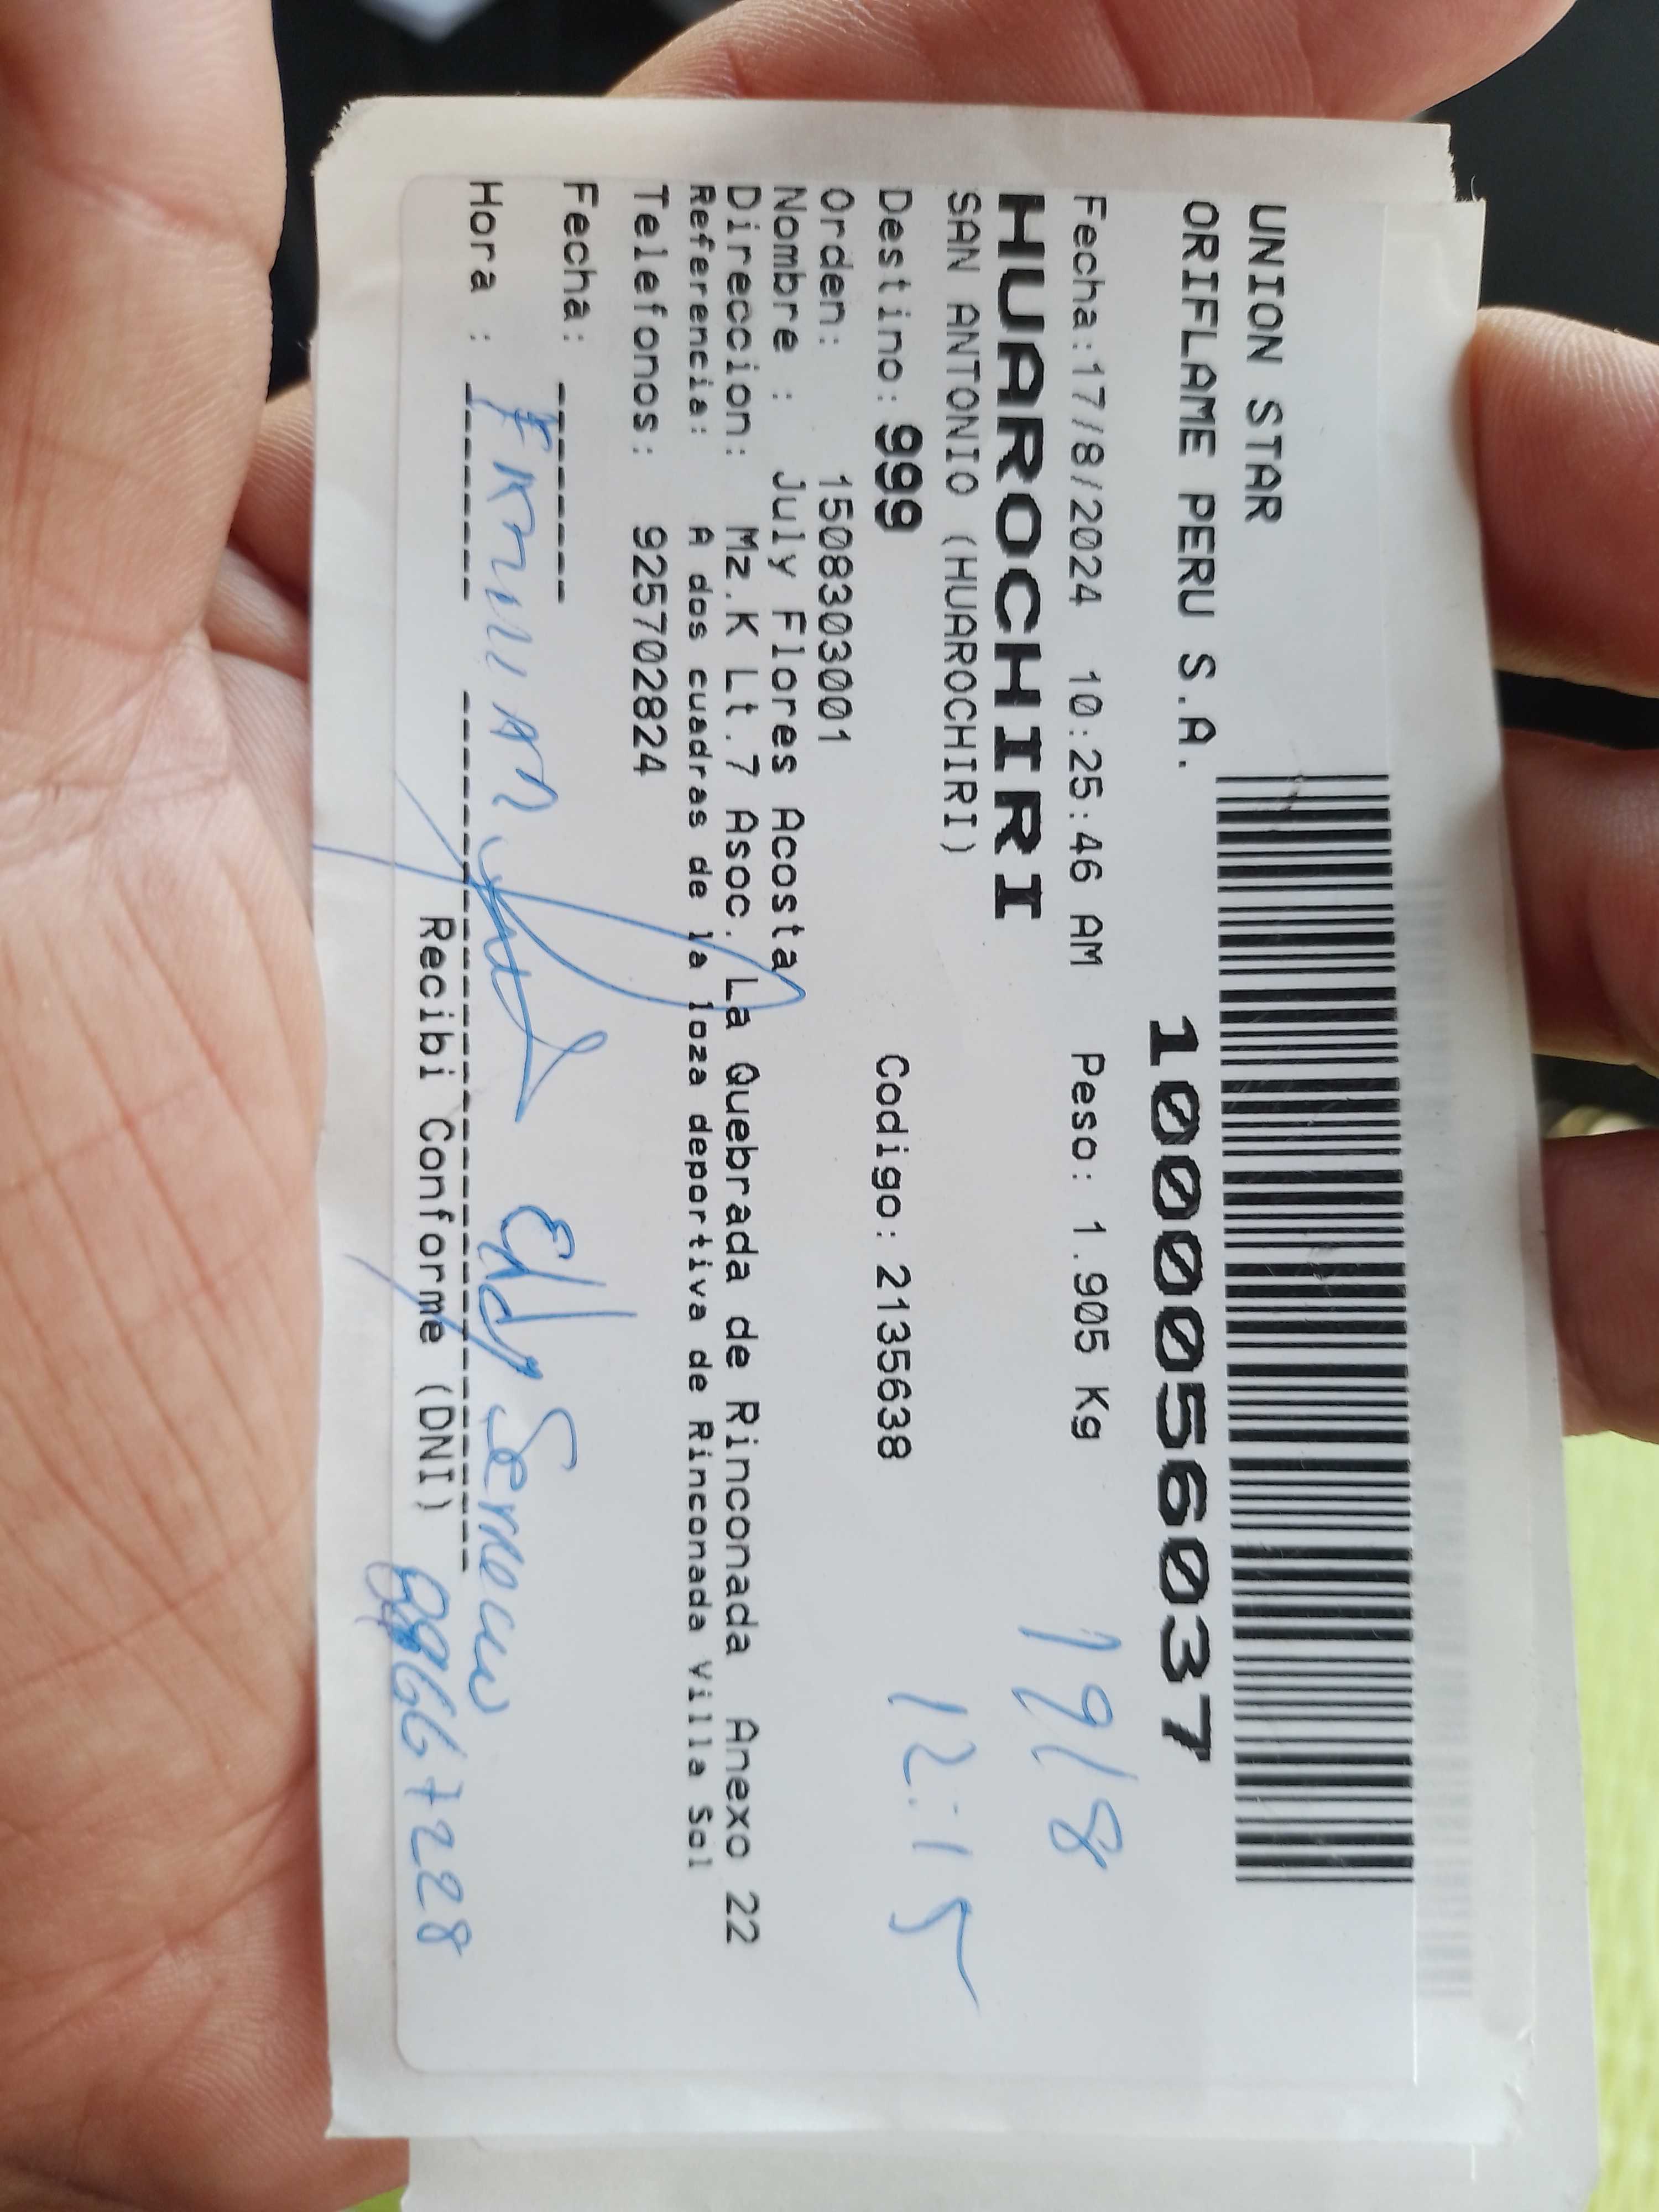 UNION STAR
ORIFLAME PERU S.A.
1000056037
Fecha:17/8/2024 10:25:46 AM Peso: 1.905 Kg
19/8
HUAROCHIRI
SAN ANTONIO (HUAROCHIRI)
12:15
Destino: 999 Codigo: 2135638
Orden: 15083030001
Nombre : July Flores Acosta
Direccion: Mz.K Lt.7 Asoc. La Quebrada de Rinconada Anexo 22
Referencia: A dos cuadras de la loza deportiva de Rinconada Villa Sol
Telefonos: 925702824
Fecha: ------
Hora : ------
Recibi Conforme (DNI)